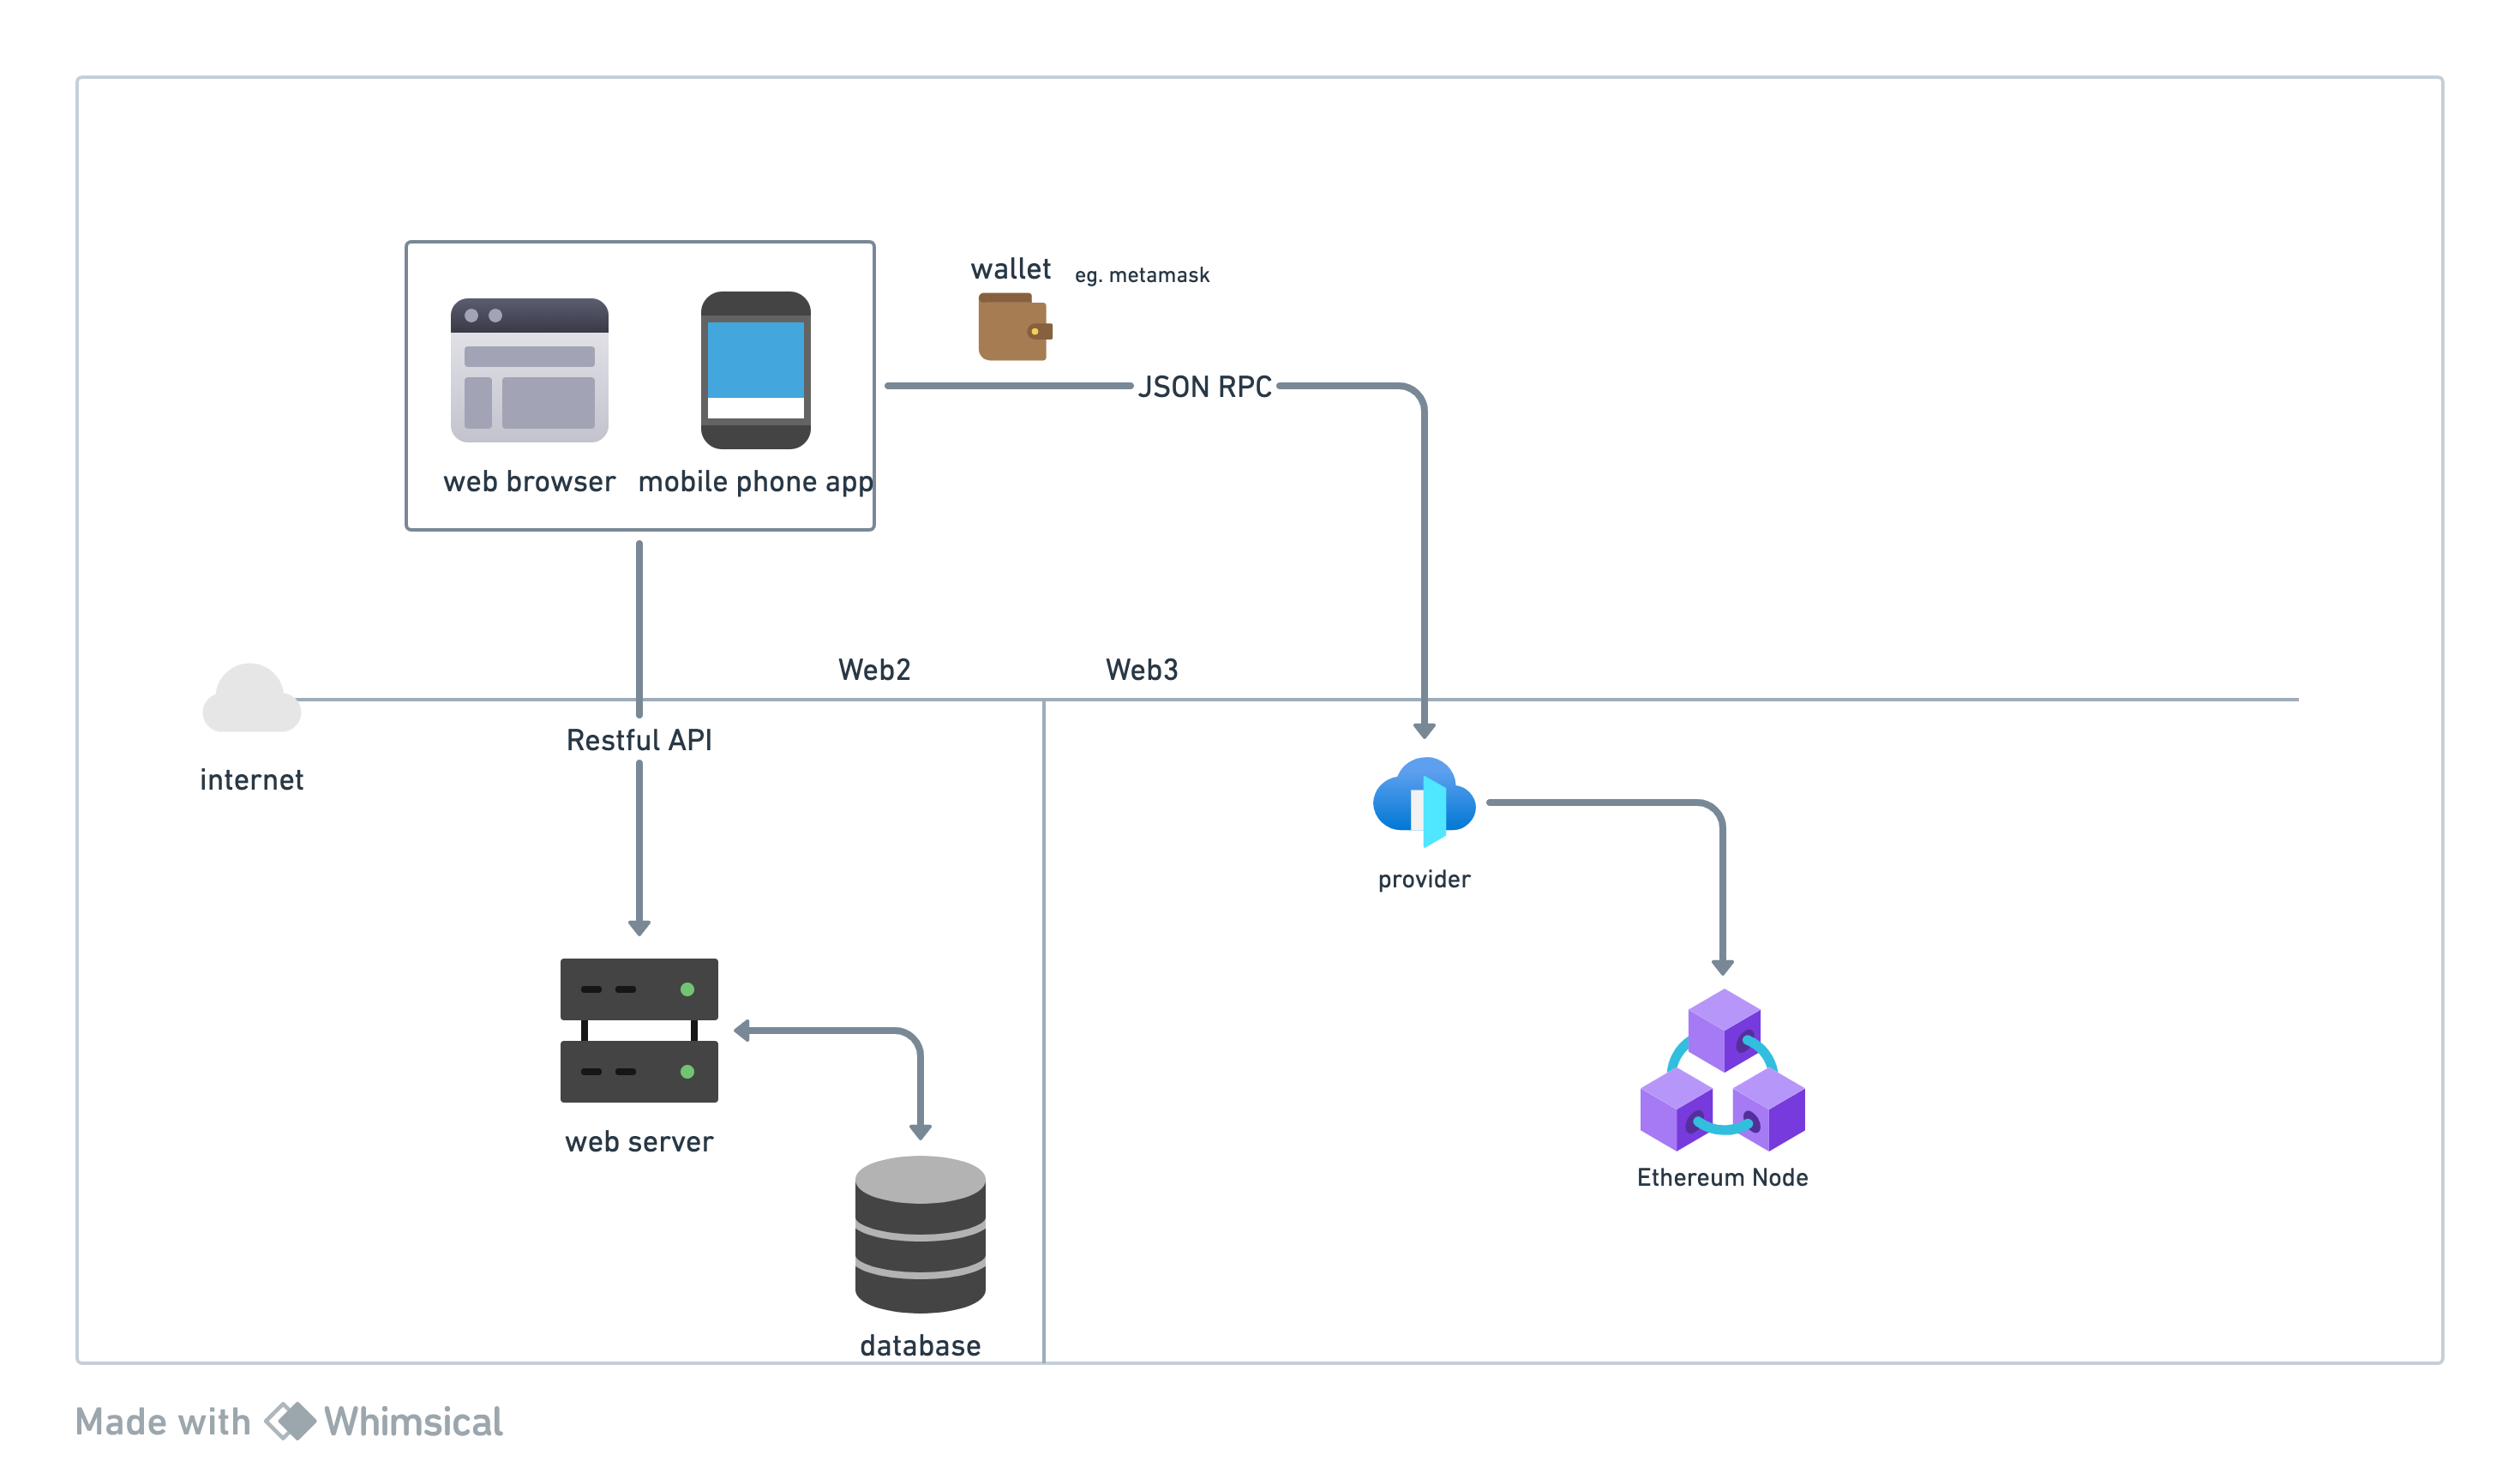 wallet
eg. metamask
JSON RPC
web browser
mobile phone app
Web2
Web3
Restful API
internet
provider
web server
Ethereum Node
database
Made with Whimsical